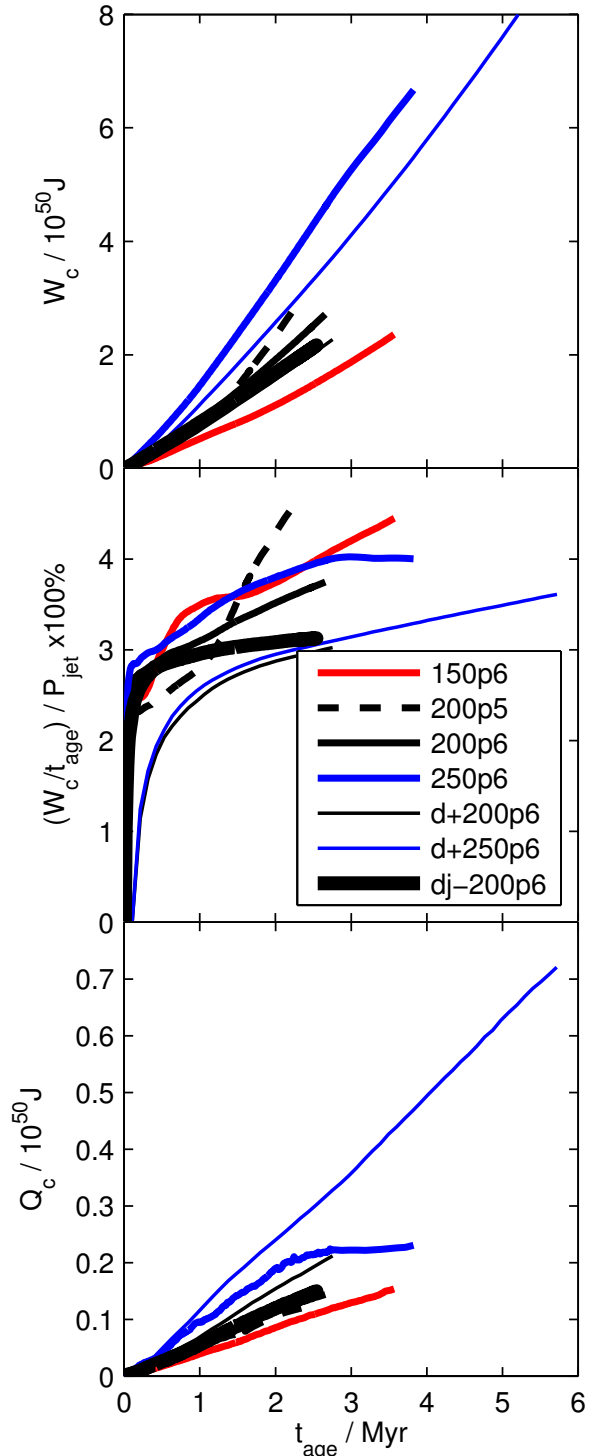 8
6
4
2
0
W_c / 10^50 J
4
3
2
1
0
(W_c/t_age) / P_jet x100%
150p6
200p5
200p6
250p6
d+200p6
d+250p6
dj−200p6
0.7
0.6
0.5
0.4
0.3
0.2
0.1
0
Q_c / 10^50 J
0 1 2 3 4 5 6
t_age / Myr